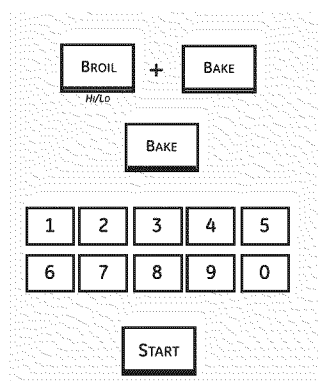 BROIL + BAKE
HI/LO
BAKE
1 2 3 4 5
6 7 8 9 0
START